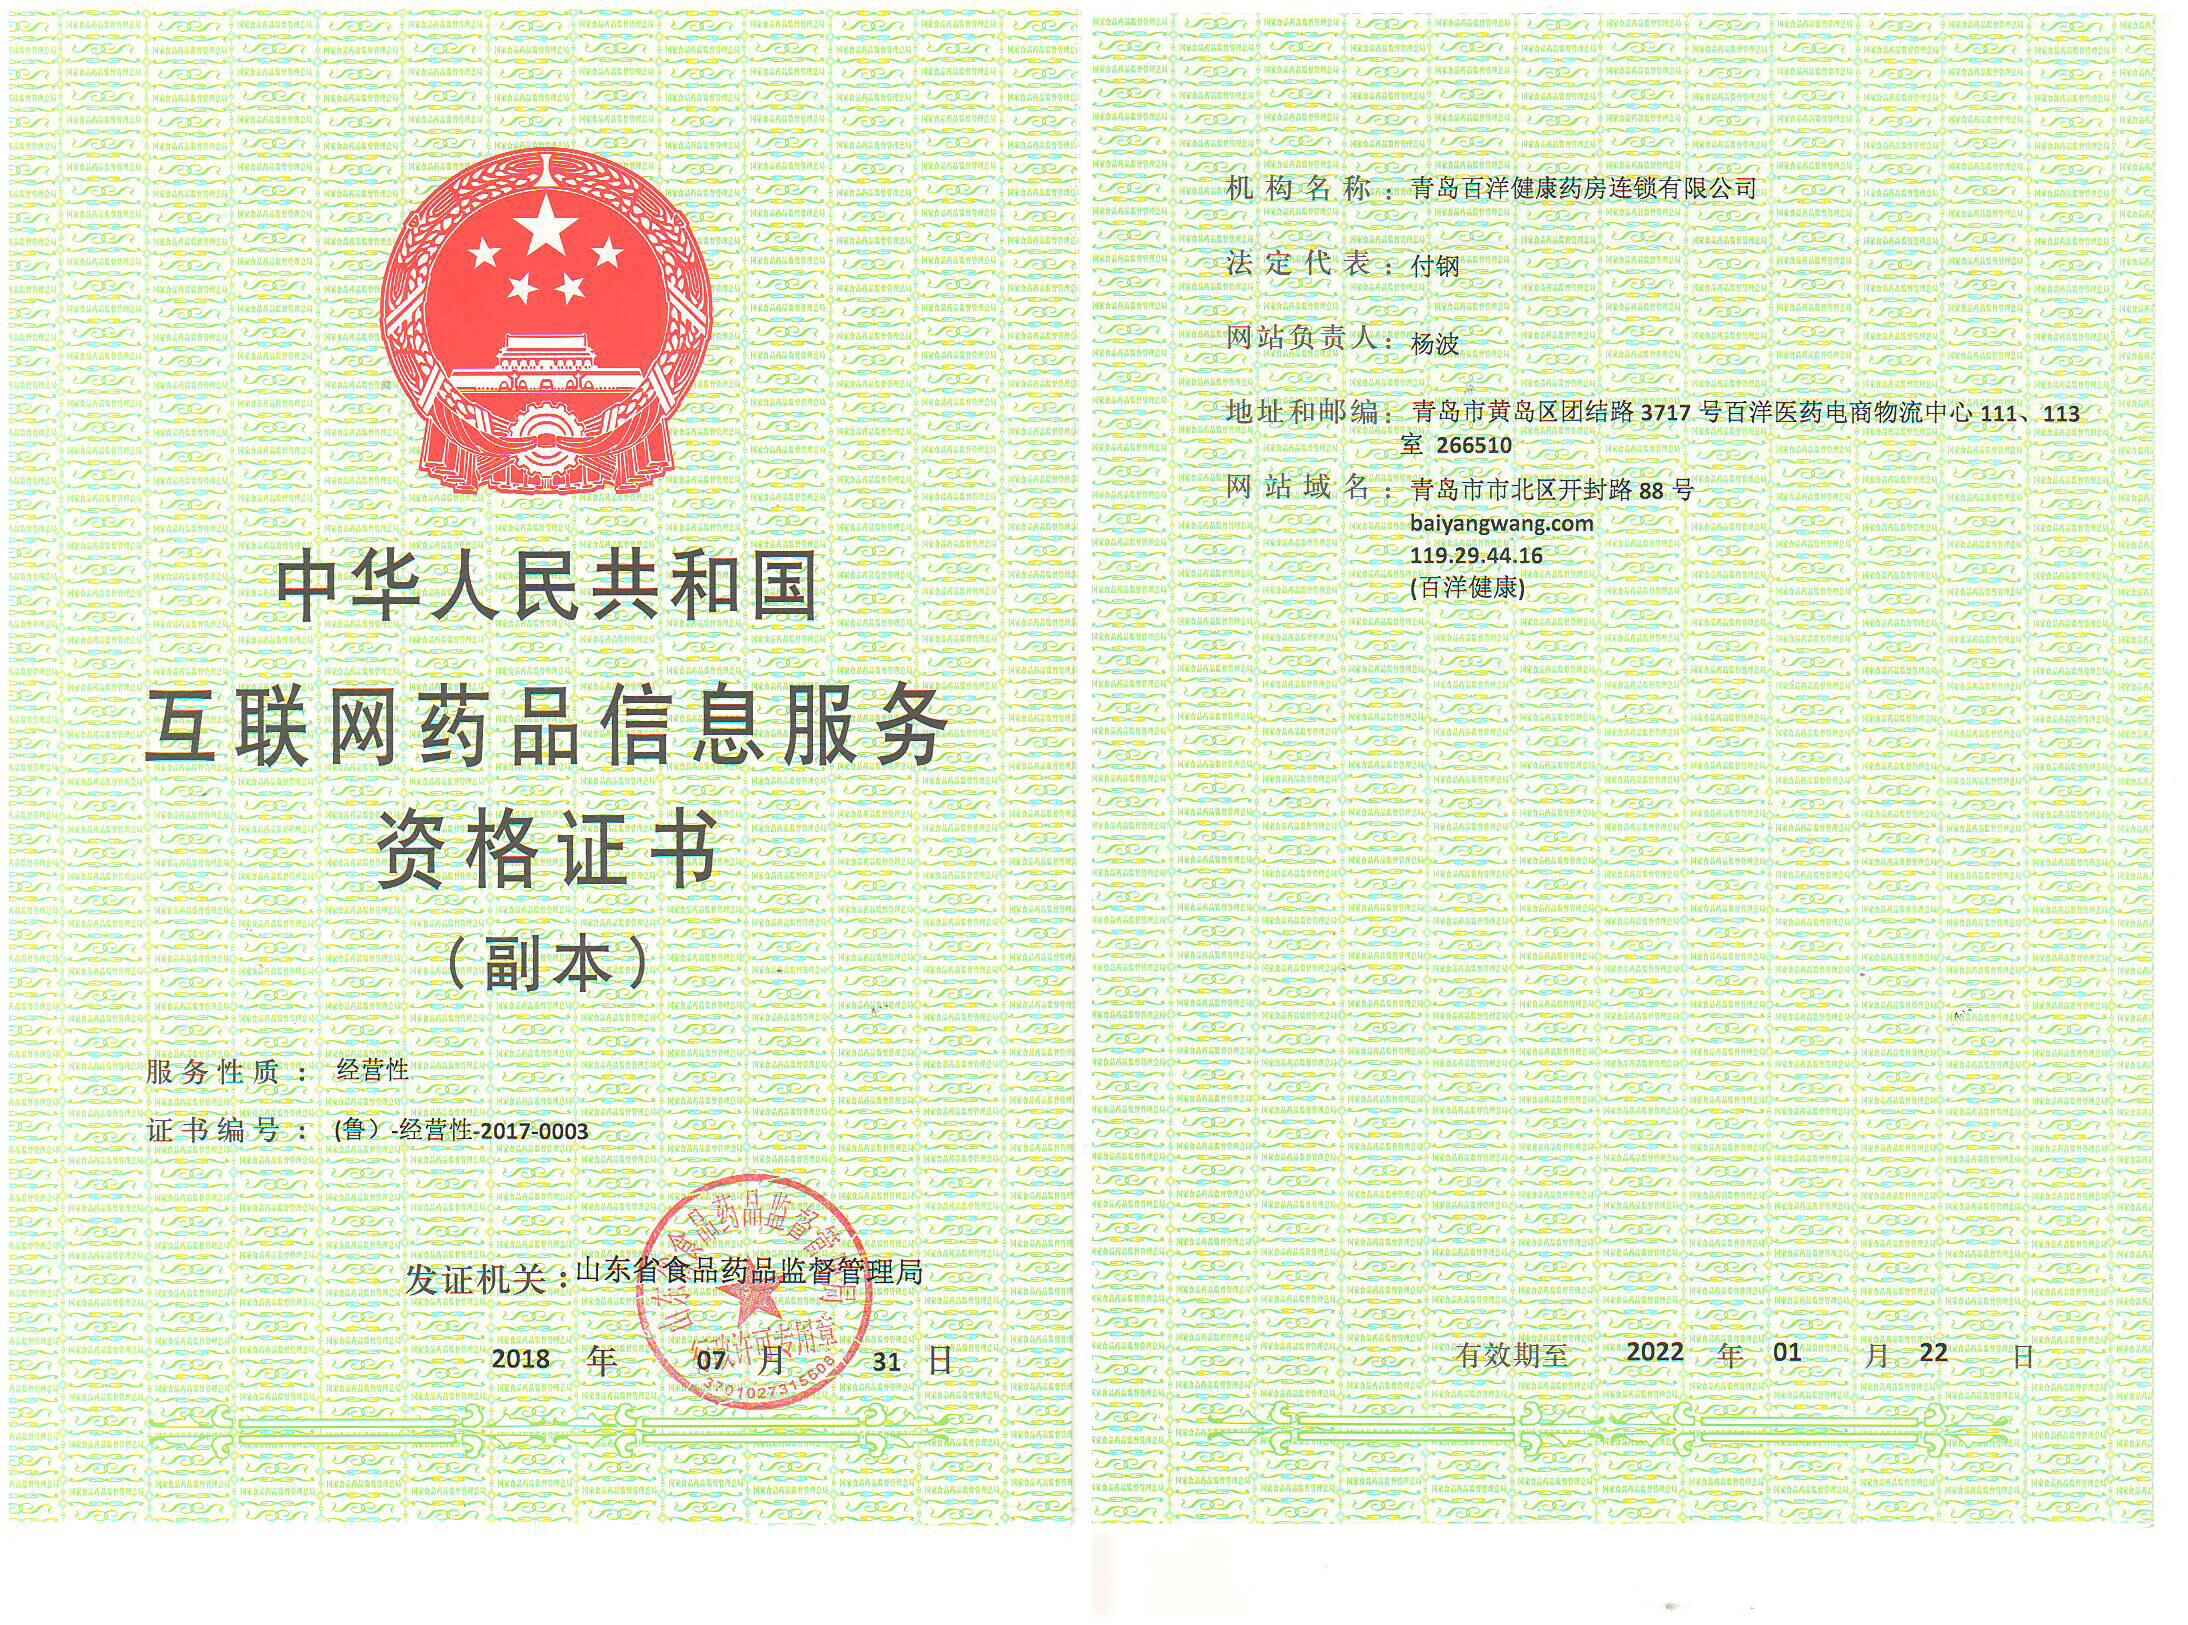 中华人民共和国
互联网药品信息服务
资格证书
（副本）
服务性质： 经营性
证书编号： (鲁）-经营性-2017-0003
发证机关：山东省食品药品监督管理局
2018 年 07 月 31 日
山东省食品药品监督管理局
行政许可专用章
机构名称：青岛百洋健康药房连锁有限公司
法定代表：付钢
网站负责人：杨波
地址和邮编：青岛市黄岛区团结路 3717 号百洋医药电商物流中心 111、113
室 266510
网站域名：青岛市市北区开封路 88 号
baiyangwang.com
119.29.44.16
(百洋健康)
有效期至 2022 年 01 月 22 日